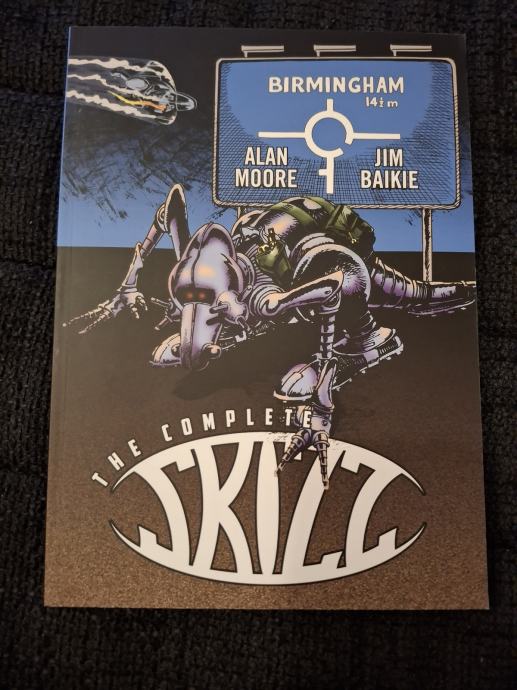 BIRMINGHAM
14½ m
ALAN MOORE
JIM BAIKIE
THE COMPLETE
SKIZZ